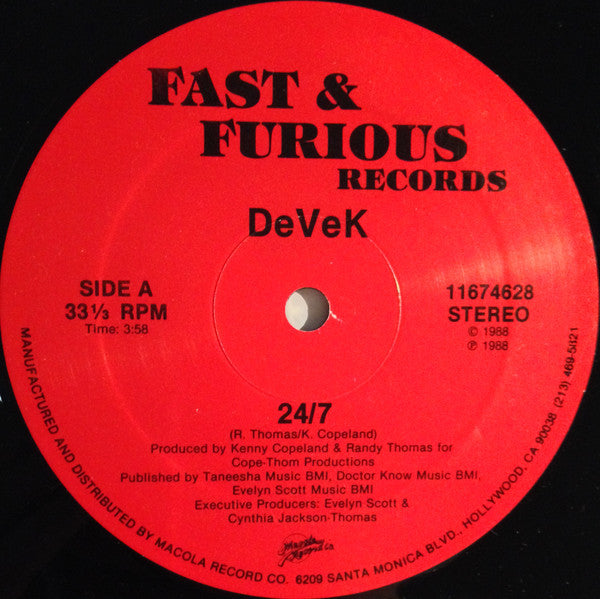 FAST &
FURIOUS
RECORDS
DeVeK
SIDE A
33⅓ RPM
Time: 3:58
11674628
STEREO
© 1988
℗ 1988
24/7
(R. Thomas/K. Copeland)
Produced by Kenny Copeland & Randy Thomas for
Cope-Thom Productions
Published by Taneesha Music BMI, Doctor Know Music BMI,
Evelyn Scott Music BMI
Executive Producers: Evelyn Scott &
Cynthia Jackson-Thomas
Macola
Record Co.
MANUFACTURED AND DISTRIBUTED BY MACOLA RECORD CO. 6209 SANTA MONICA BLVD., HOLLYWOOD, CA 90038 (213) 469-5821